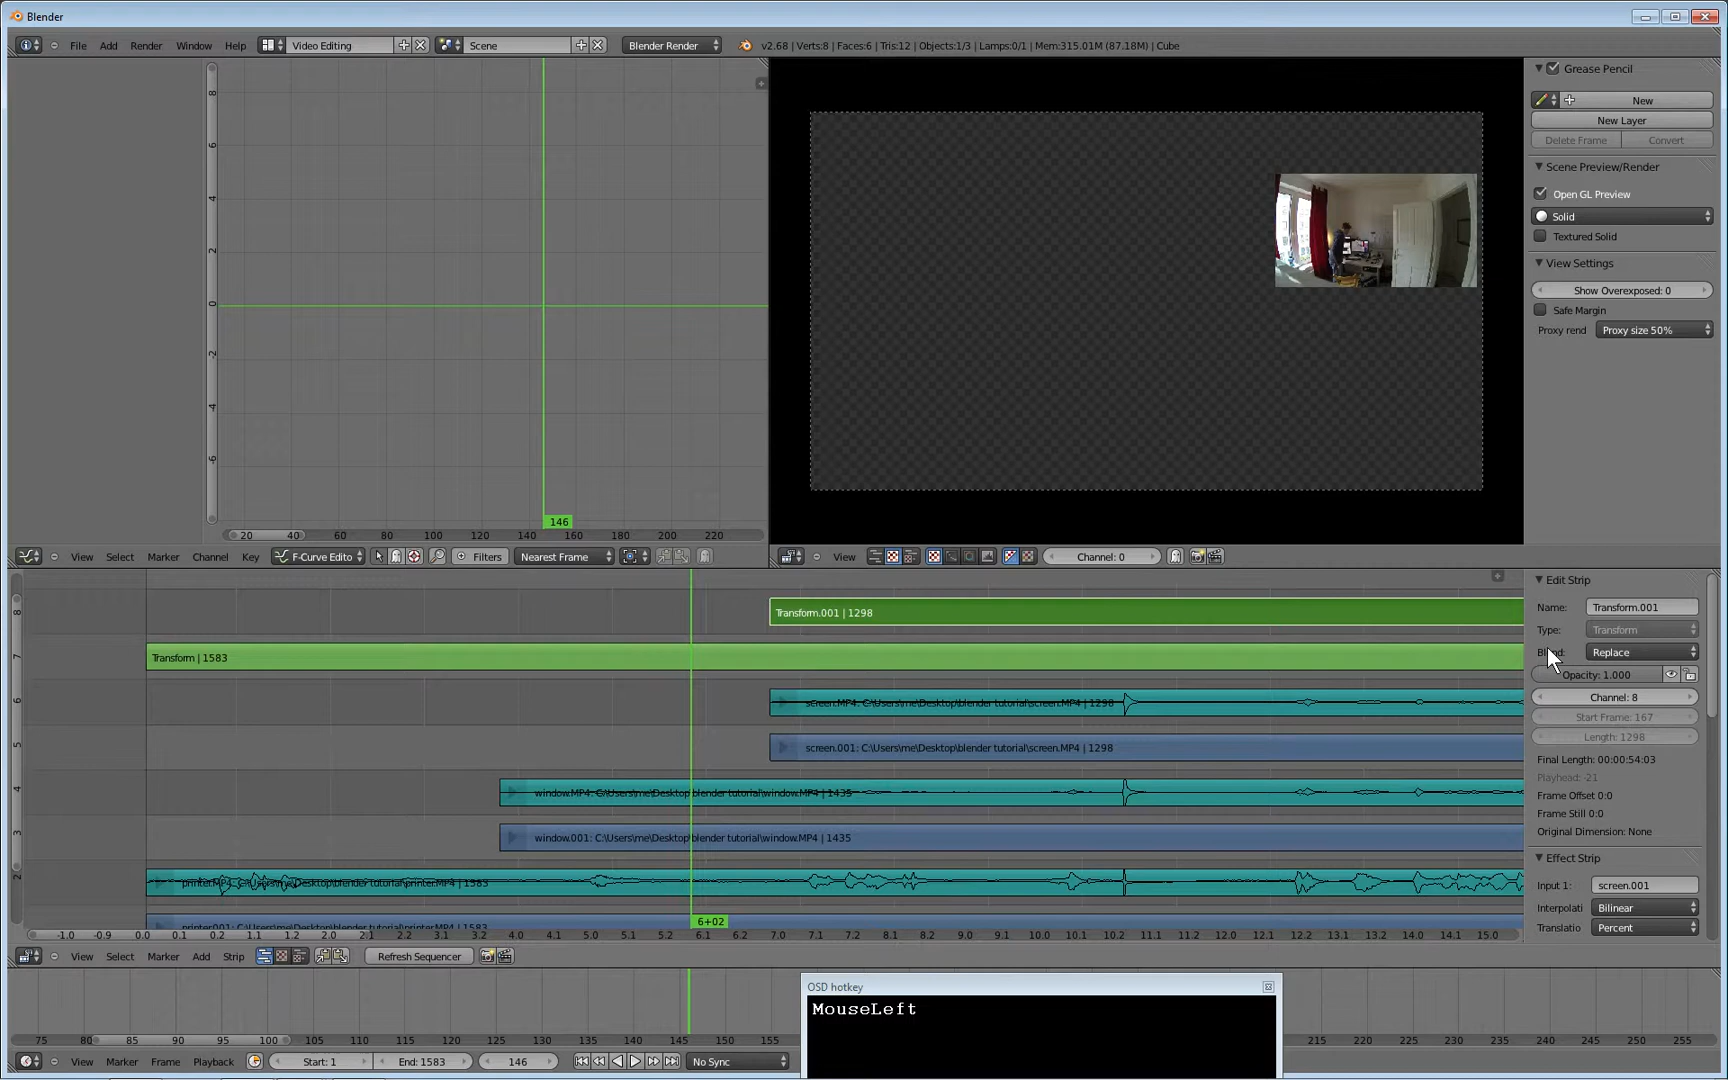 Blender
File Add Render Window Help Video Editing Scene Blender Render v2.68 | Verts:8 | Faces:6 | Tris:12 | Objects:1/3 | Lamps:0/1 | Mem:315.01M (87.18M) | Cube
Grease Pencil
New
New Layer
Delete Frame Convert
Scene Preview/Render
Open GL Preview
Solid
Textured Solid
View Settings
Show Overexposed: 0
Safe Margin
Proxy rend Proxy size 50%
8
6
4
2
0
-2
-4
-6
146
20 40 60 80 100 120 140 160 180 200 220
View Select Marker Channel Key F-Curve Edito Filters Nearest Frame
View Channel: 0
Edit Strip
Name: Transform.001
Type: Transform
Replace
Opacity: 1.000
Channel: 8
Start Frame: 167
Length: 1298
Final Length: 00:00:54:03
Playhead: -21
Frame Offset 0:0
Frame Still 0:0
Original Dimension: None
Effect Strip
Input 1: screen.001
Interpolati Bilinear
Translatio Percent
8 Transform.001 | 1298
7 Transform | 1583
6 screen.MP4: C:\Users\me\Desktop\blender tutorial\screen.MP4 | 1298
5 screen.001: C:\Users\me\Desktop\blender tutorial\screen.MP4 | 1298
4 window.MP4: C:\Users\me\Desktop\blender tutorial\window.MP4 | 1435
3 window.001: C:\Users\me\Desktop\blender tutorial\window.MP4 | 1435
2 printer.MP4: C:\Users\me\Desktop\blender tutorial\printer.MP4 | 1583
printer.001: C:\Users\me\Desktop\blender tutorial\printer.MP4 | 1583
6+02
-1.0 -0.9 0.0 0.1 0.2 1.1 1.2 2.0 2.1 2.2 3.1 3.2 4.0 4.1 5.0 5.1 5.2 6.1 6.2 7.0 7.1 8.1 8.2 9.0 9.1 10.1 10.2 11.1 11.2 12.1 12.2 13.1 13.2 14.0 14.1 15.0
View Select Marker Add Strip Refresh Sequencer
OSD hotkey
MouseLeft
75 80 85 90 95 100 105 110 115 120 125 130 135 140 145 150 155 215 220 225 230 235 240 245 250 255
View Marker Frame Playback Start: 1 End: 1583 146 No Sync